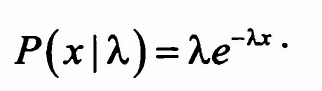 P(x|λ) = λe^{-λx}.